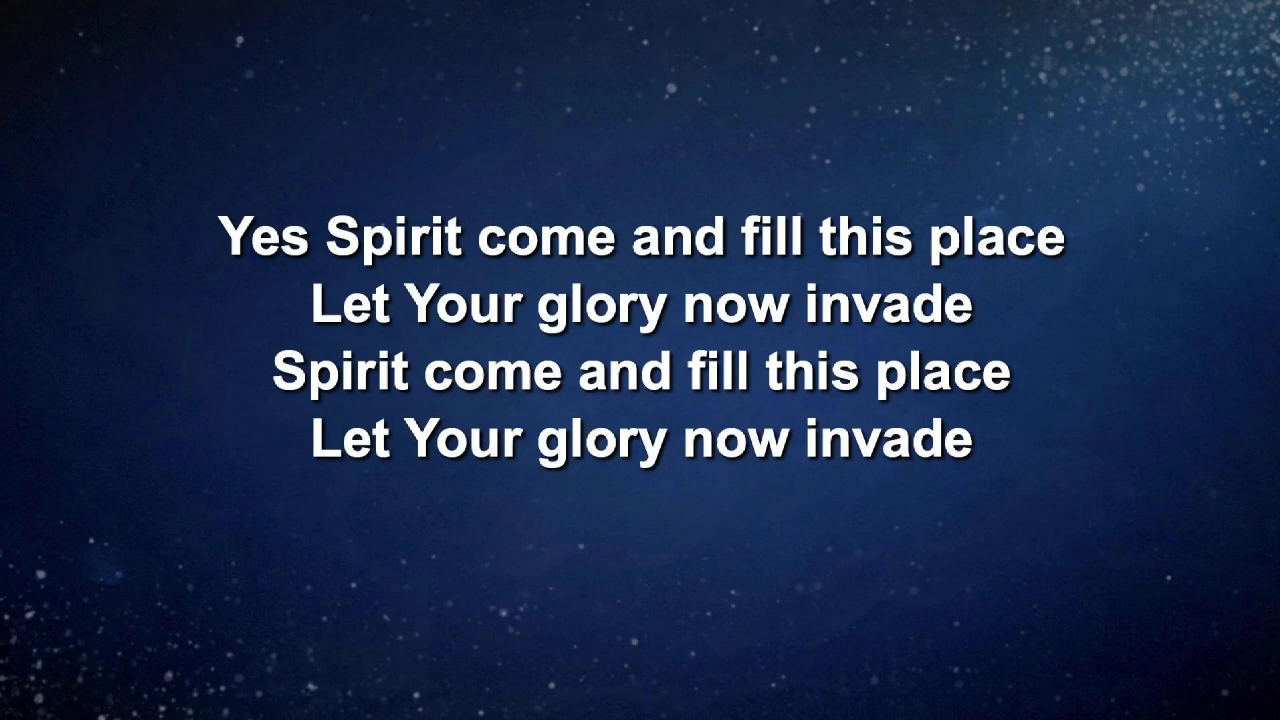 Yes Spirit come and fill this place
Let Your glory now invade
Spirit come and fill this place
Let Your glory now invade